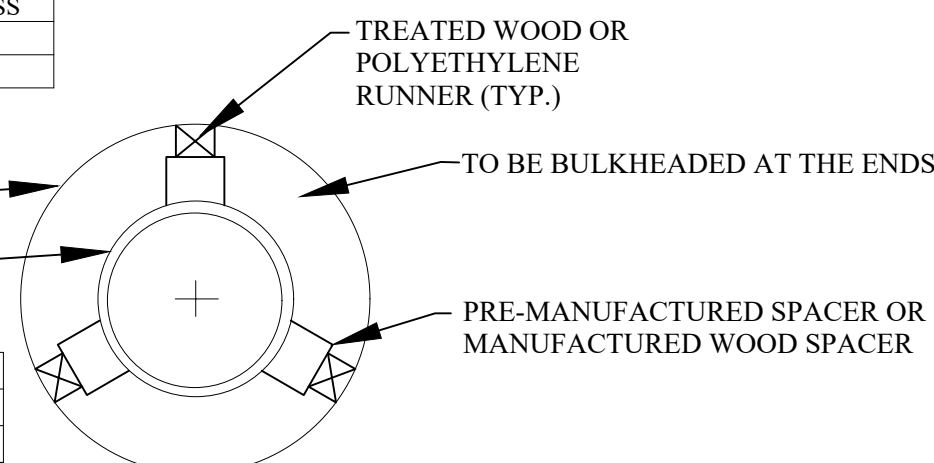 SS
TREATED WOOD OR
POLYETHYLENE
RUNNER (TYP.)
TO BE BULKHEADED AT THE ENDS
PRE-MANUFACTURED SPACER OR
MANUFACTURED WOOD SPACER